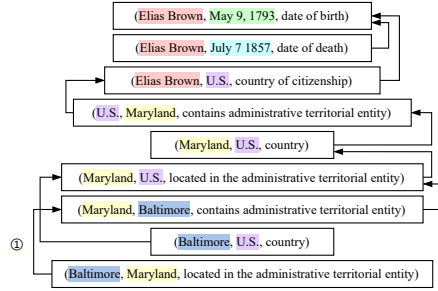 (Elias Brown, May 9, 1793, date of birth)
(Elias Brown, July 7 1857, date of death)
(Elias Brown, U.S., country of citizenship)
(U.S., Maryland, contains administrative territorial entity)
(Maryland, U.S., country)
(Maryland, U.S., located in the administrative territorial entity)
(Maryland, Baltimore, contains administrative territorial entity)
①
(Baltimore, U.S., country)
(Baltimore, Maryland, located in the administrative territorial entity)